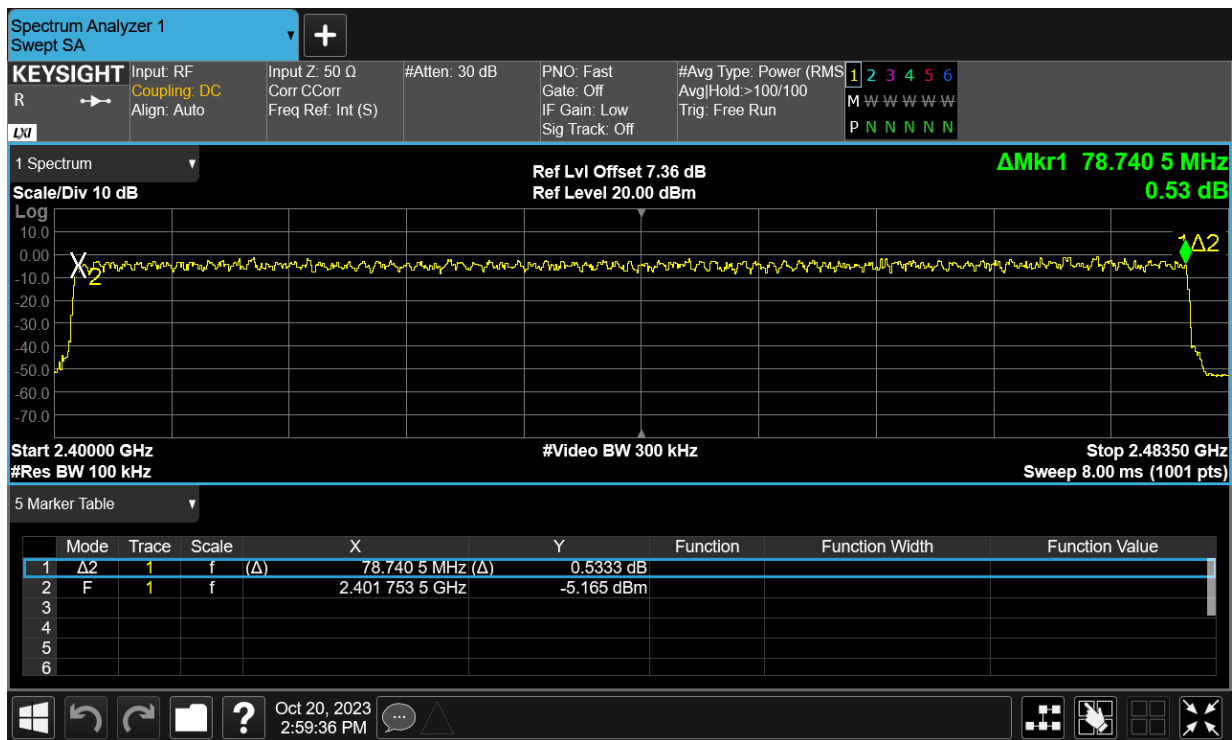 Spectrum Analyzer 1
Swept SA
KEYSIGHT
R
LXI
Input: RF
Coupling: DC
Align: Auto
Input Z: 50 Ω
Corr CCorr
Freq Ref: Int (S)
#Atten: 30 dB
PNO: Fast
Gate: Off
IF Gain: Low
Sig Track: Off
#Avg Type: Power (RMS
Avg|Hold:>100/100
Trig: Free Run
1 2 3 4 5 6
M W W W W W
P N N N N N
1 Spectrum
Scale/Div 10 dB
Ref Lvl Offset 7.36 dB
Ref Level 20.00 dBm
ΔMkr1 78.740 5 MHz
0.53 dB
Log
10.0
0.00
-10.0
-20.0
-30.0
-40.0
-50.0
-60.0
-70.0
2
1Δ2
Start 2.40000 GHz
#Res BW 100 kHz
#Video BW 300 kHz
Stop 2.48350 GHz
Sweep 8.00 ms (1001 pts)
5 Marker Table
Mode Trace Scale X Y Function Function Width Function Value
1 Δ2 1 f (Δ) 78.740 5 MHz (Δ) 0.5333 dB
2 F 1 f 2.401 753 5 GHz -5.165 dBm
3
4
5
6
?
Oct 20, 2023
2:59:36 PM